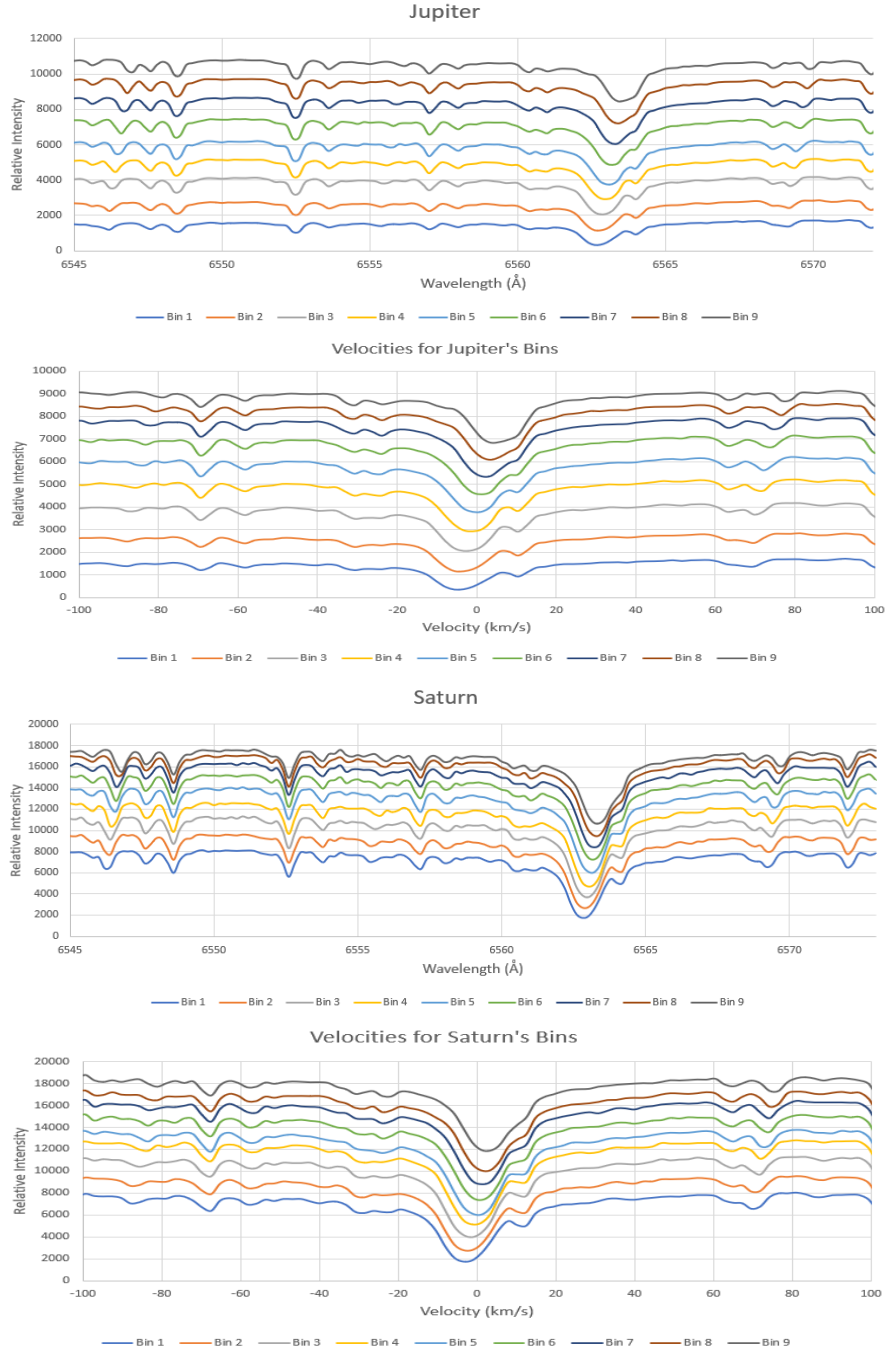 Jupiter
12000
10000
8000
6000
4000
2000
0
Relative Intensity
6545 6550 6555 6560 6565 6570
Wavelength (Å)
Bin 1 Bin 2 Bin 3 Bin 4 Bin 5 Bin 6 Bin 7 Bin 8 Bin 9
Velocities for Jupiter's Bins
10000
9000
8000
7000
6000
5000
4000
3000
2000
1000
0
Relative Intensity
-100 -80 -60 -40 -20 0 20 40 60 80 100
Velocity (km/s)
Bin 1 Bin 2 Bin 3 Bin 4 Bin 5 Bin 6 Bin 7 Bin 8 Bin 9
Saturn
20000
18000
16000
14000
12000
10000
8000
6000
4000
2000
0
Relative Intensity
6545 6550 6555 6560 6565 6570
Wavelength (Å)
Bin 1 Bin 2 Bin 3 Bin 4 Bin 5 Bin 6 Bin 7 Bin 8 Bin 9
Velocities for Saturn's Bins
20000
18000
16000
14000
12000
10000
8000
6000
4000
2000
0
Relative Intensity
-100 -80 -60 -40 -20 0 20 40 60 80 100
Velocity (km/s)
Bin 1 Bin 2 Bin 3 Bin 4 Bin 5 Bin 6 Bin 7 Bin 8 Bin 9